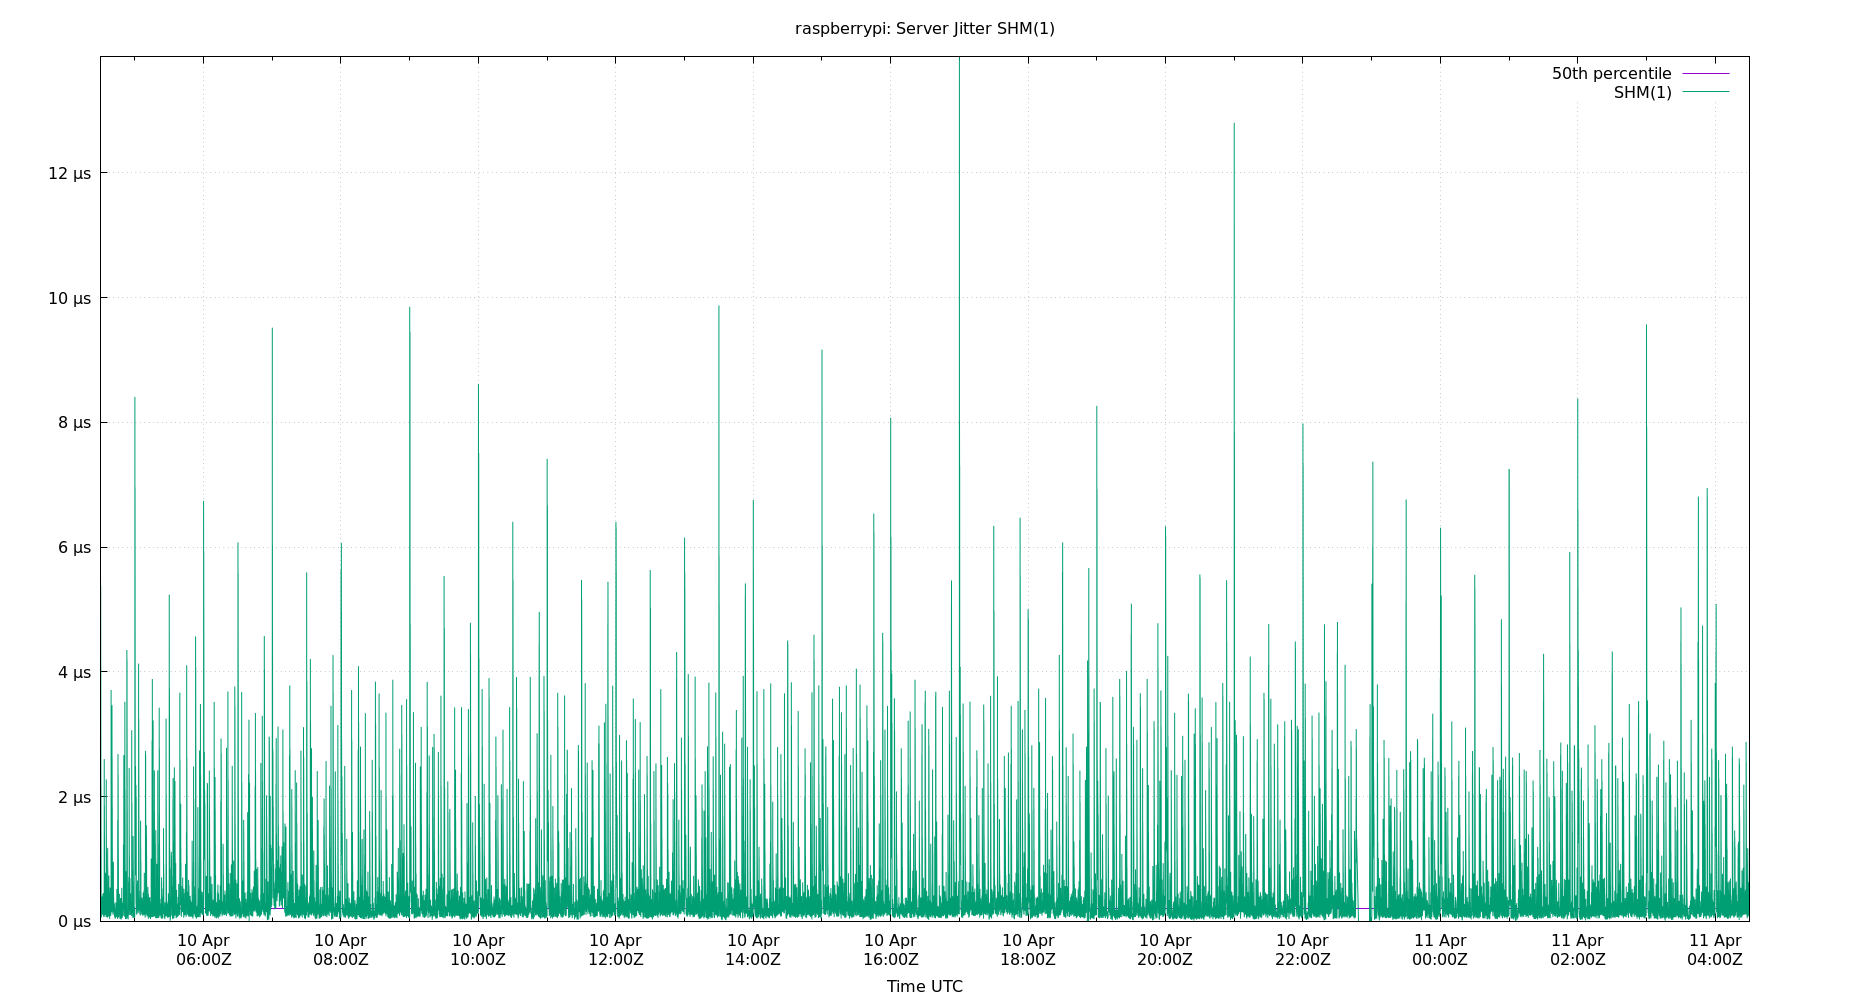 raspberrypi: Server Jitter SHM(1)
50th percentile
SHM(1)
12 µs
10 µs
8 µs
6 µs
4 µs
2 µs
0 µs
10 Apr 10 Apr 10 Apr 10 Apr 10 Apr 10 Apr 10 Apr 10 Apr 10 Apr 11 Apr 11 Apr 11 Apr
06:00Z 08:00Z 10:00Z 12:00Z 14:00Z 16:00Z 18:00Z 20:00Z 22:00Z 00:00Z 02:00Z 04:00Z
Time UTC